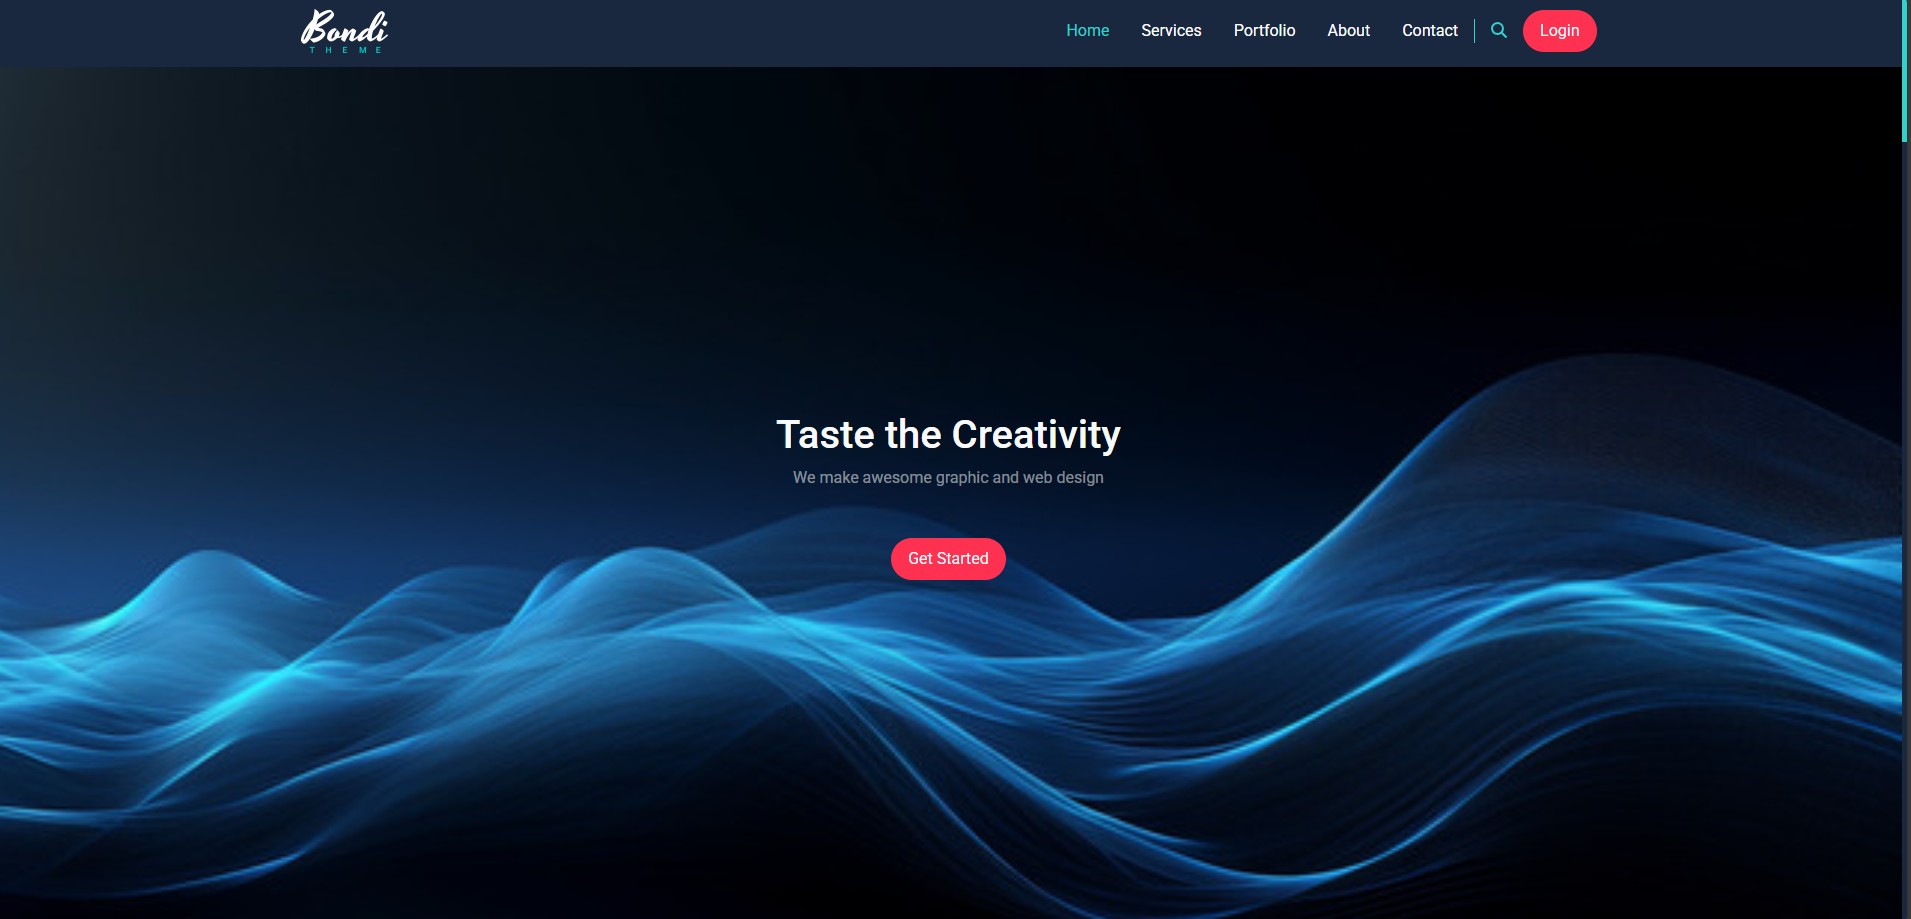 Bondi
THEME
Home Services Portfolio About Contact Login
Taste the Creativity
We make awesome graphic and web design
Get Started